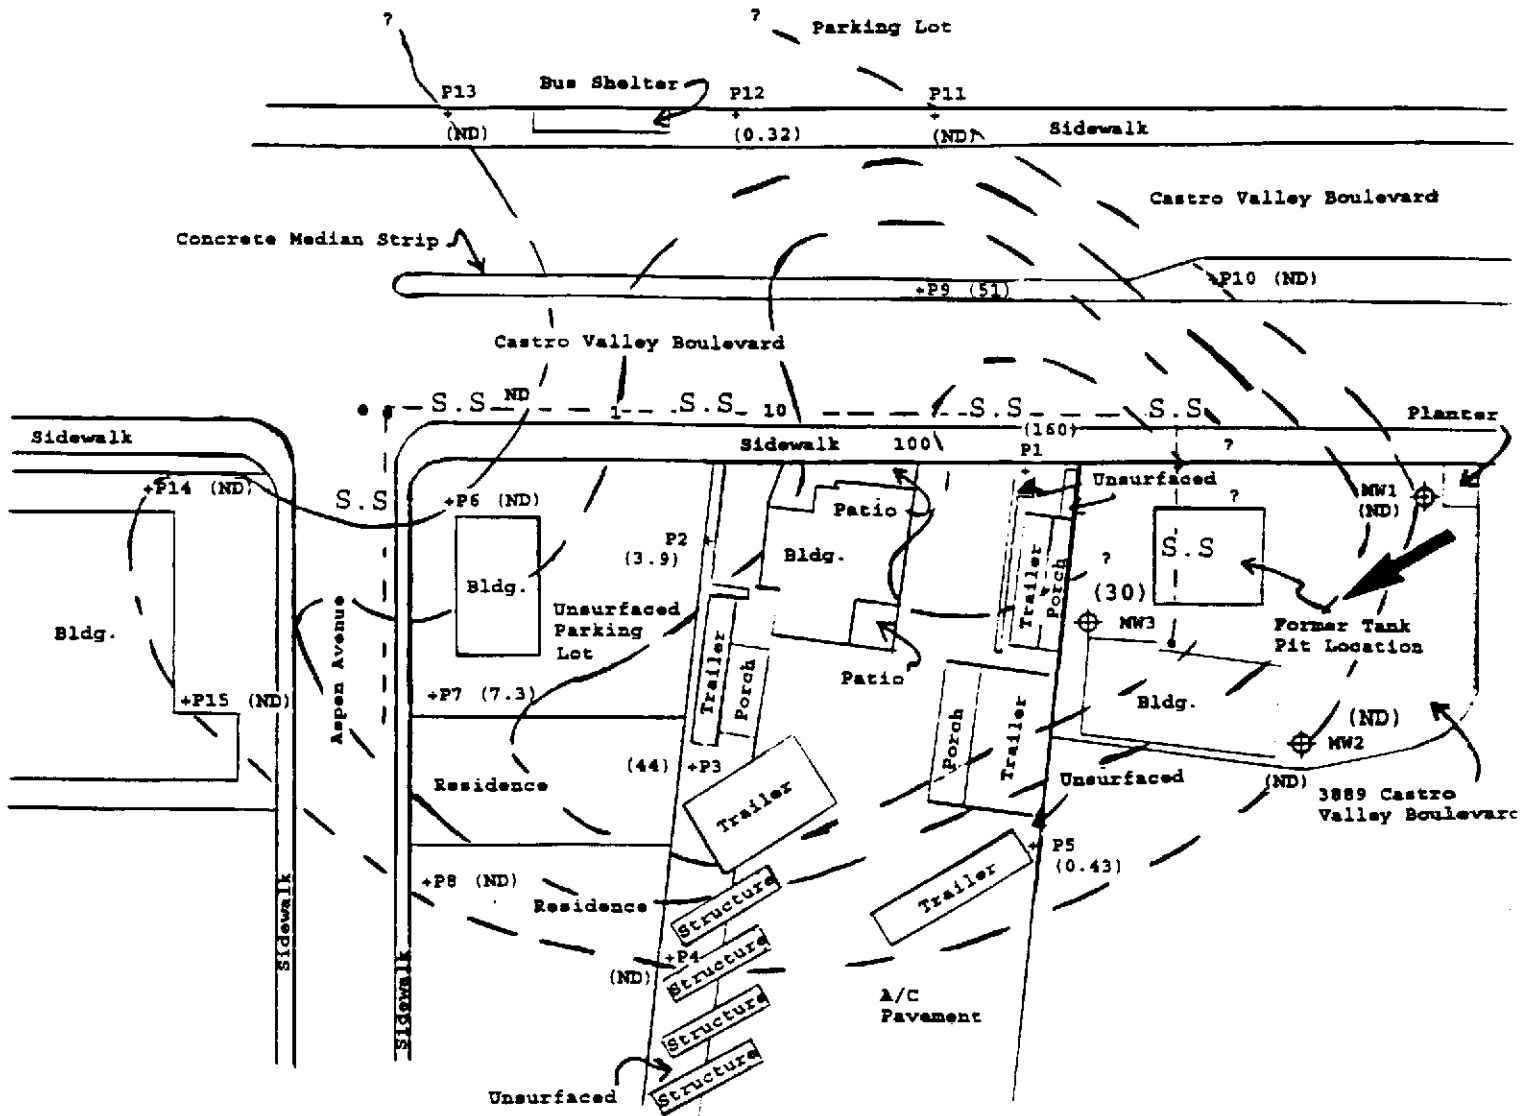 ?
?
Parking Lot
Bus Shelter
P13
P12
P11
(ND)
(0.32)
(ND)
Sidewalk
Castro Valley Boulevard
Concrete Median Strip
+P9 (51)
+P10 (ND)
Castro Valley Boulevard
S.S
ND
1
S.S
10
S.S
S.S
Planter
Sidewalk
Sidewalk
100
(160)
P1
?
Unsurfaced
+P14 (ND)
S.S
+P6 (ND)
Patio
?
MW1
(ND)
P2
(3.9)
Bldg.
Bldg.
Trailer
Porch
?
(30)
S.S
Bldg.
Aspen Avenue
Unsurfaced
Parking
Lot
MW3
Former Tank
Pit Location
Trailer
Porch
Patio
+P15 (ND)
+P7 (7.3)
Porch
Trailer
Bldg.
(ND)
MW2
(44) +P3
Residence
Trailer
Unsurfaced
(ND)
3889 Castro
Valley Boulevard
P5
(0.43)
+P8 (ND)
Residence
Structure
Trailer
Sidewalk
Sidewalk
+P4
(ND)
Structure
A/C
Pavement
Structure
Unsurfaced
Structure